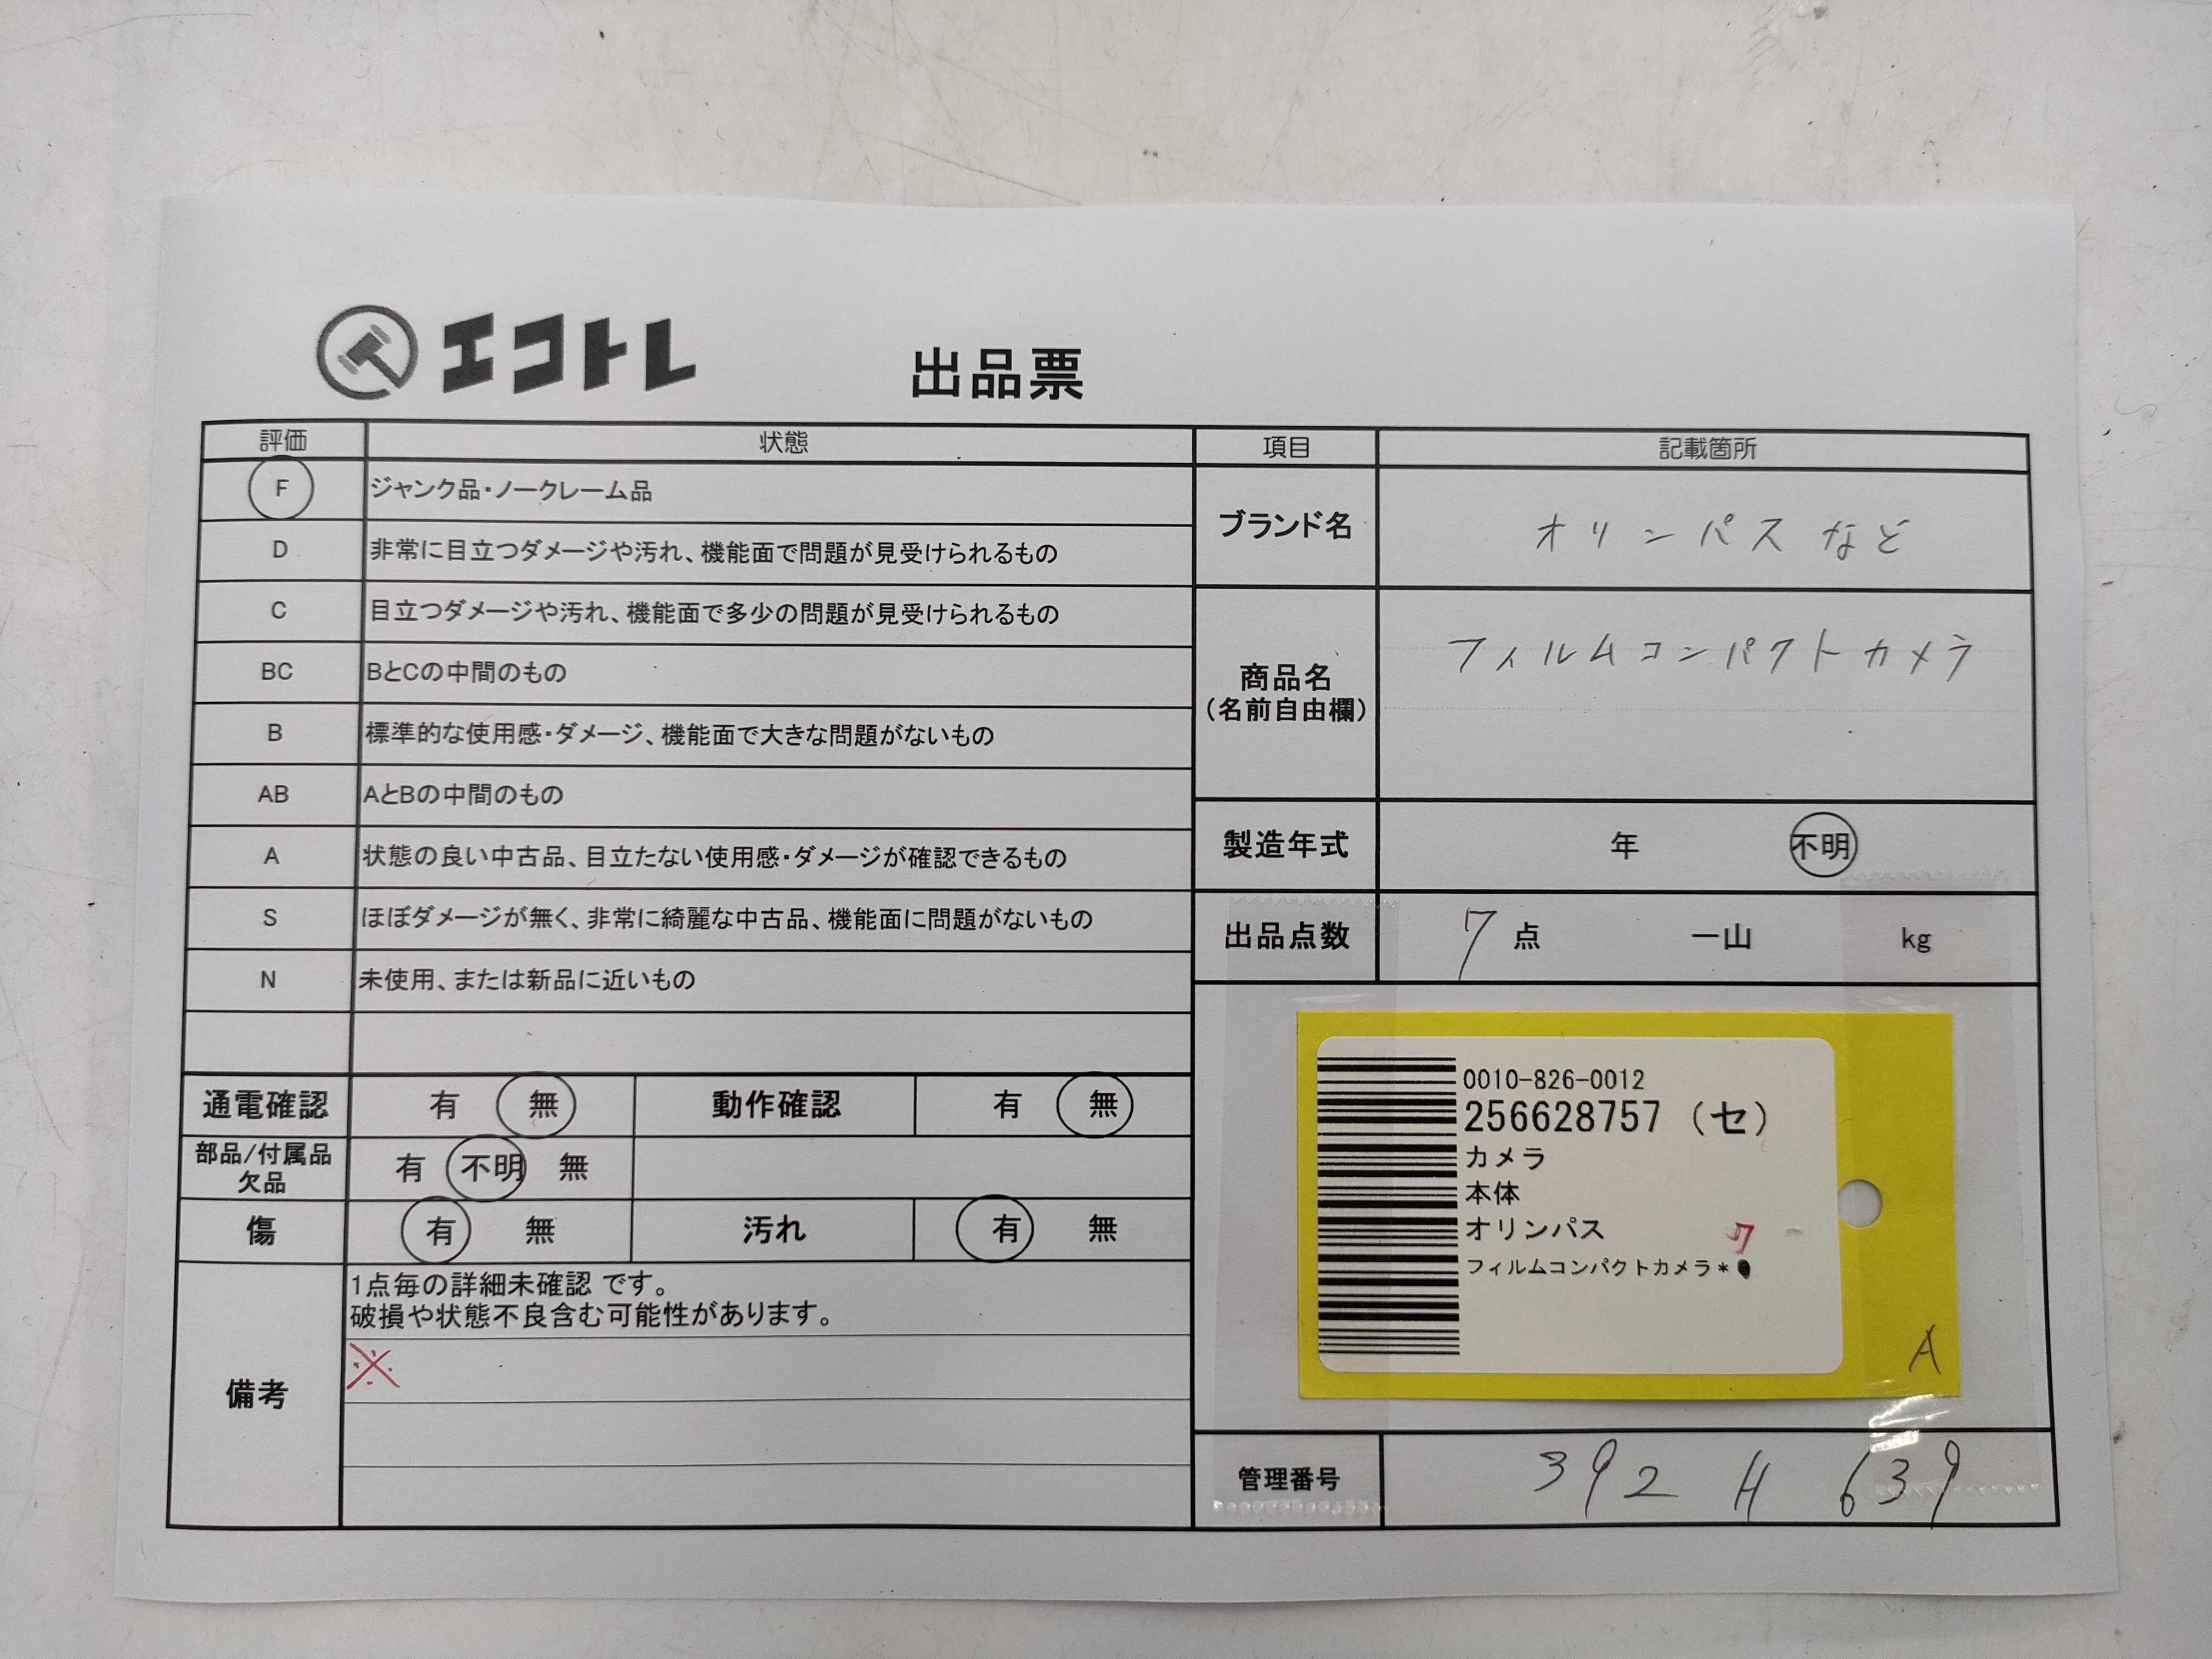 エコトレ
出品票
評価 状態
F ジャンク品・ノークレーム品
D 非常に目立つダメージや汚れ、機能面で問題が見受けられるもの
C 目立つダメージや汚れ、機能面で多少の問題が見受けられるもの
BC BとCの中間のもの
B 標準的な使用感・ダメージ、機能面で大きな問題がないもの
AB AとBの中間のもの
A 状態の良い中古品、目立たない使用感・ダメージが確認できるもの
S ほぼダメージが無く、非常に綺麗な中古品、機能面に問題がないもの
N 未使用、または新品に近いもの
通電確認 有 無 動作確認 有 無
部品/付属品
欠品 有 不明 無
傷 有 無 汚れ 有 無
備考
1点毎の詳細未確認 です。
破損や状態不良含む可能性があります。
※
項目 記載箇所
ブランド名 オリンパス など
商品名
(名前自由欄)
フィルムコンパクトカメラ
製造年式 年 不明
出品点数 7 点 一山 kg
0010-826-0012
256628757 (セ)
カメラ
本体
オリンパス
7
フィルムコンパクトカメラ*
A
管理番号 392 H 639